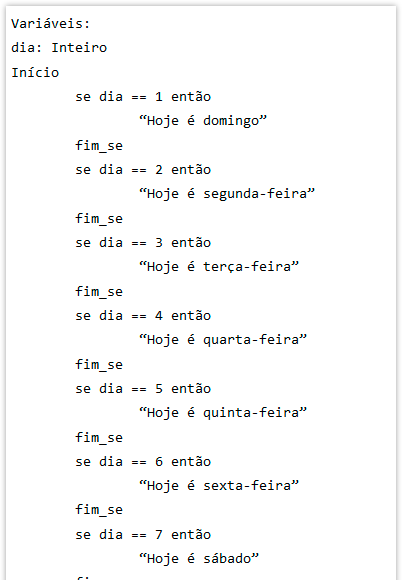 Variáveis:
dia: Inteiro
Início
se dia == 1 então
“Hoje é domingo”
fim_se
se dia == 2 então
“Hoje é segunda-feira”
fim_se
se dia == 3 então
“Hoje é terça-feira”
fim_se
se dia == 4 então
“Hoje é quarta-feira”
fim_se
se dia == 5 então
“Hoje é quinta-feira”
fim_se
se dia == 6 então
“Hoje é sexta-feira”
fim_se
se dia == 7 então
“Hoje é sábado”